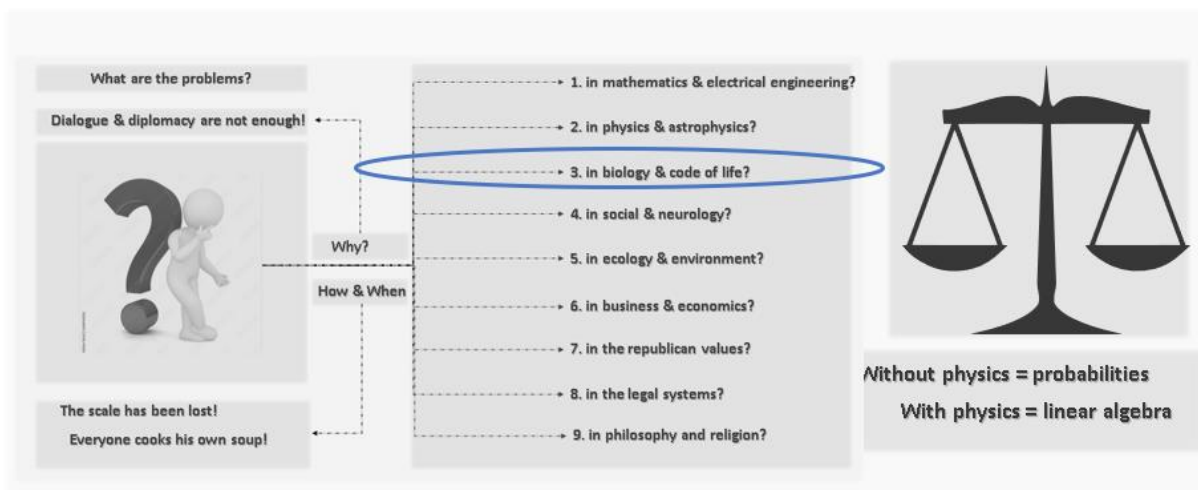 What are the problems?
Dialogue & diplomacy are not enough!
Why?
How & When
The scale has been lost!
Everyone cooks his own soup!
1. in mathematics & electrical engineering?
2. in physics & astrophysics?
3. in biology & code of life?
4. in social & neurology?
5. in ecology & environment?
6. in business & economics?
7. in the republican values?
8. in the legal systems?
9. in philosophy and religion?
Without physics = probabilities
With physics = linear algebra